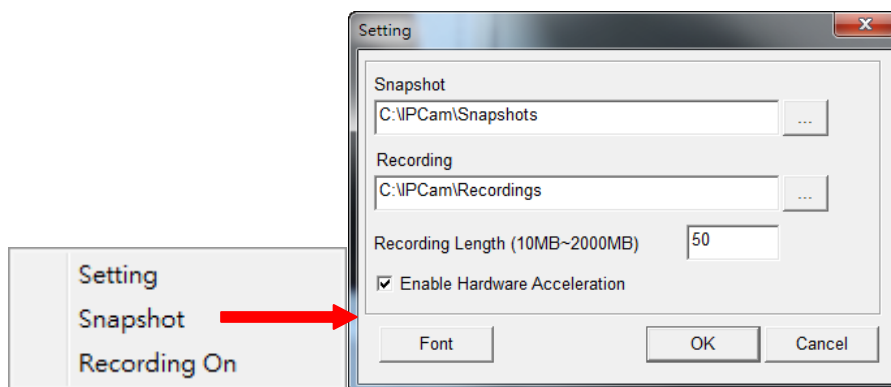 Setting
Snapshot
C:\IPCam\Snapshots
...
Recording
C:\IPCam\Recordings
...
Recording Length (10MB~2000MB) 50
Enable Hardware Acceleration
Font OK Cancel
Setting
Snapshot
Recording On